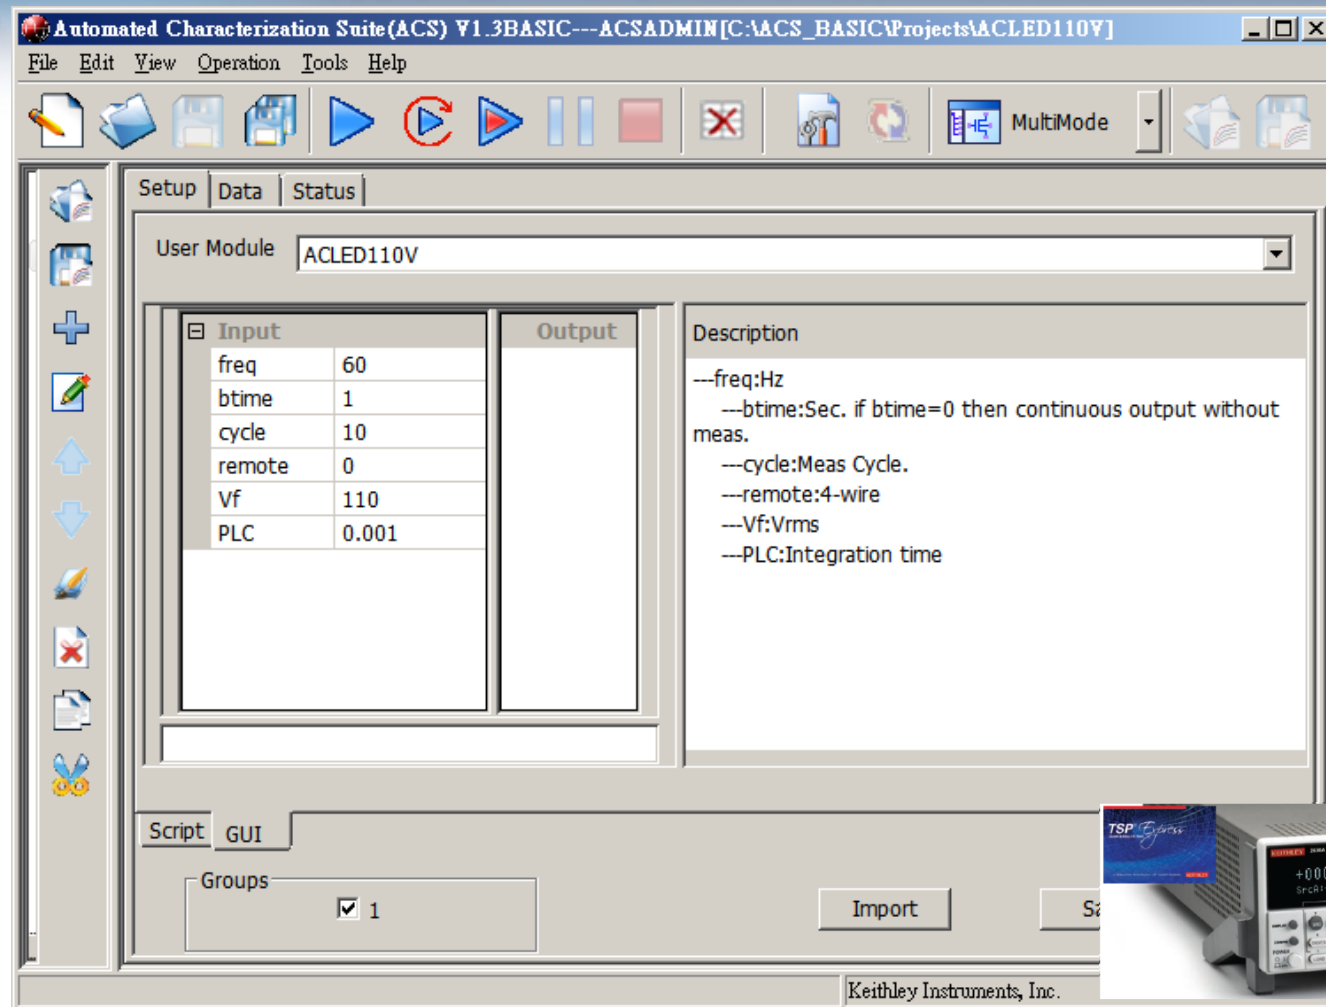 Automated Characterization Suite(ACS) V1.3BASIC---ACSADMIN[C:\ACS_BASIC\Projects\ACLED110V]
File Edit View Operation Tools Help
MultiMode
Setup Data Status
User Module ACLED110V
Input Output Description
freq 60
btime 1
cycle 10
remote 0
Vf 110
PLC 0.001
---freq:Hz
---btime:Sec. if btime=0 then continuous output without
meas.
---cycle:Meas Cycle.
---remote:4-wire
---Vf:Vrms
---PLC:Integration time
Script GUI
Groups
1
Import
TSP Express
KEITHLEY
Keithley Instruments, Inc.